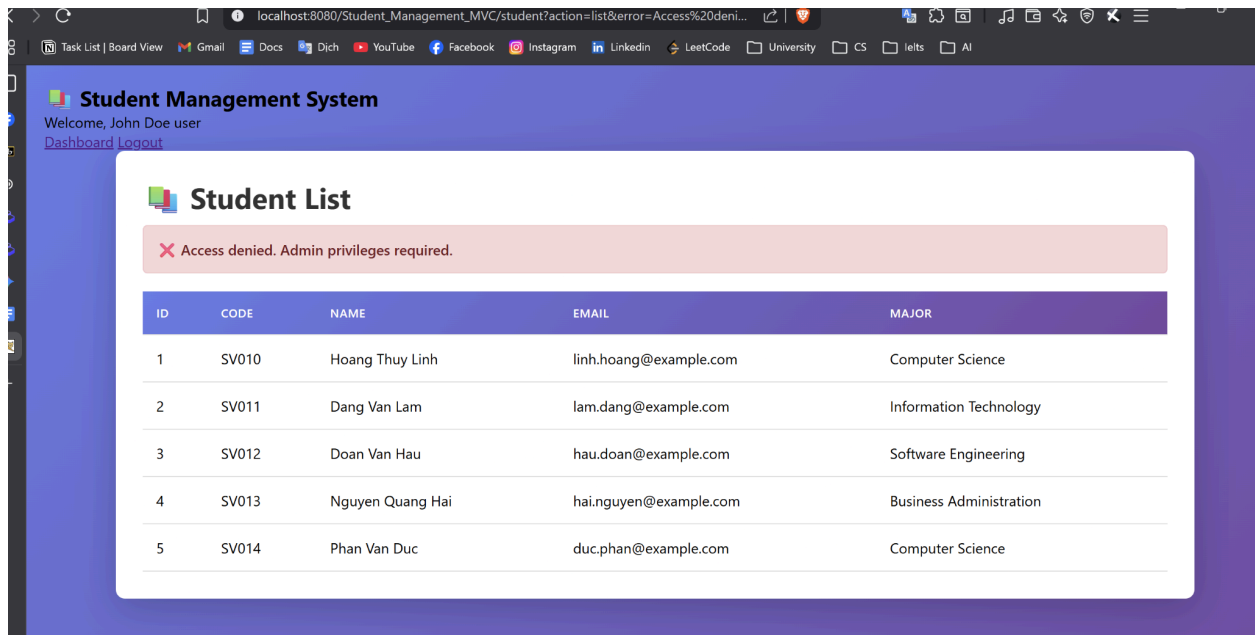 localhost:8080/Student_Management_MVC/student?action=list&error=Access%20deni...
Task List | Board View Gmail Docs Dịch YouTube Facebook Instagram Linkedin LeetCode University CS Ielts AI
Student Management System
Welcome, John Doe user
Dashboard Logout
Student List
Access denied. Admin privileges required.
ID CODE NAME EMAIL MAJOR
1 SV010 Hoang Thuy Linh linh.hoang@example.com Computer Science
2 SV011 Dang Van Lam lam.dang@example.com Information Technology
3 SV012 Doan Van Hau hau.doan@example.com Software Engineering
4 SV013 Nguyen Quang Hai hai.nguyen@example.com Business Administration
5 SV014 Phan Van Duc duc.phan@example.com Computer Science